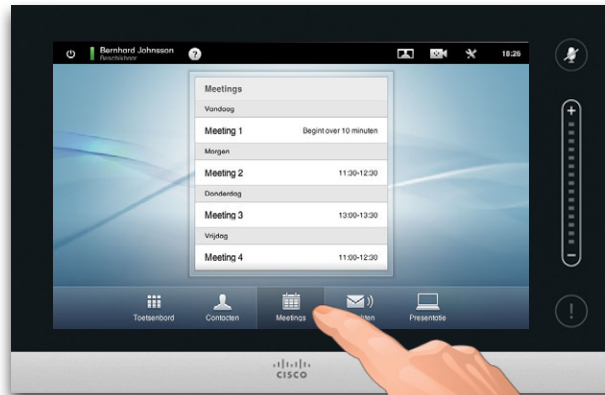 Bernhard Johnsson
Beschikbaar
?
18:26
Meetings
Vandaag
Meeting 1 Begint over 10 minuten
Morgen
Meeting 2 11:30-12:30
Donderdag
Meeting 3 13:00-13:30
Vrijdag
Meeting 4 11:00-12:30
Toetsenbord Contacten Meetings Presentatie
CISCO